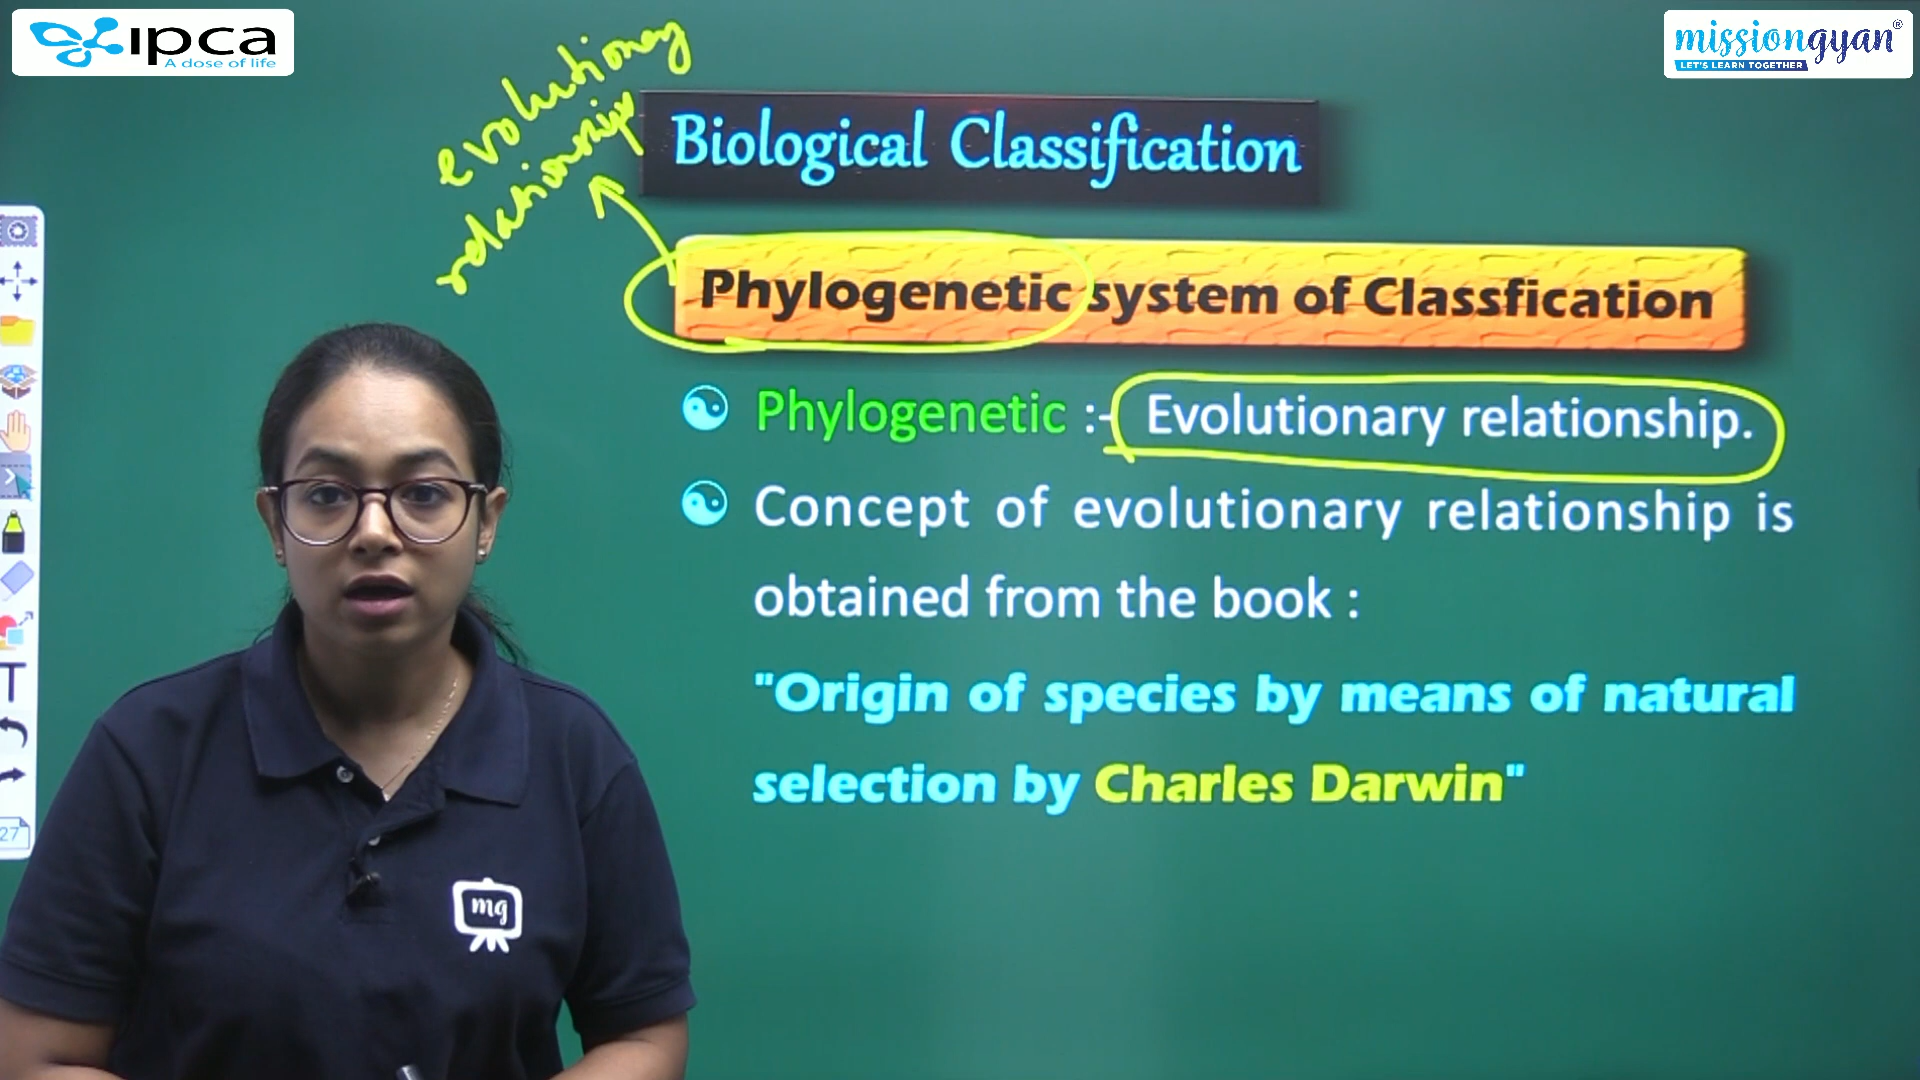 ipca
A dose of life
missiongyan®
LET'S LEARN TOGETHER
evolutionary
relationship
Biological Classification
Phylogenetic system of Classfication
Phylogenetic :- Evolutionary relationship.
Concept of evolutionary relationship is
obtained from the book :
"Origin of species by means of natural
selection by Charles Darwin"
T
27
mg